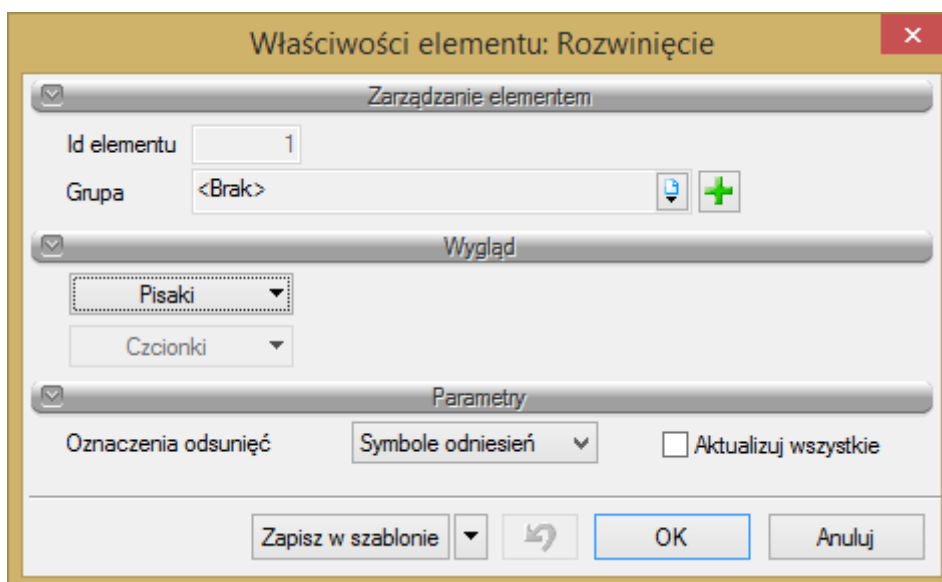 Właściwości elementu: Rozwinięcie
Zarządzanie elementem
Id elementu 1
Grupa <Brak>
Wygląd
Pisaki
Czcionki
Parametry
Oznaczenia odsunięć Symbole odniesień Aktualizuj wszystkie
Zapisz w szablonie OK Anuluj